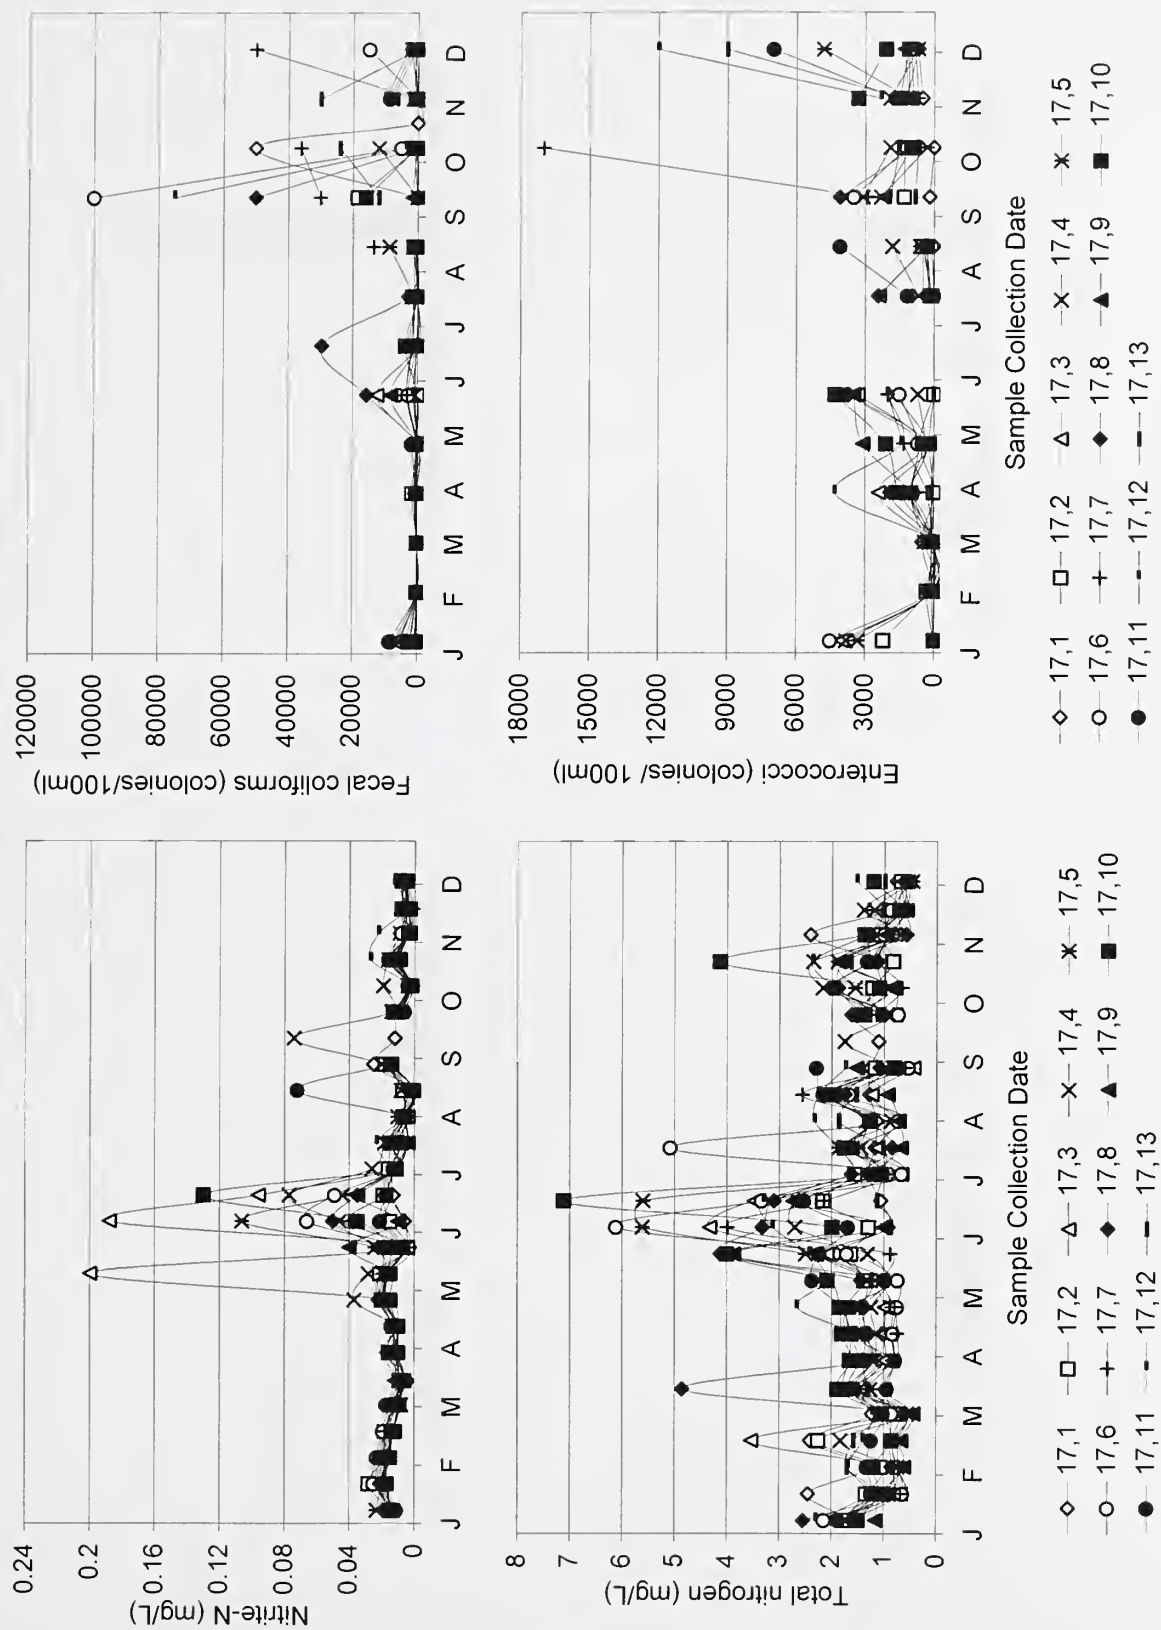 0.24
0.2
0.16
0.12
0.08
0.04
0
Nitrite-N (mg/L)
J F M A M J J A S O N D
120000
100000
80000
60000
40000
20000
0
Fecal coliforms (colonies/100ml)
J F M A M J J A S O N D
8
7
6
5
4
3
2
1
0
Total nitrogen (mg/L)
J F M A M J J A S O N D
Sample Collection Date
17,1 17,2 17,3 17,4 17,5
17,6 17,7 17,8 17,9 17,10
17,11 17,12 17,13
18000
15000
12000
9000
6000
3000
0
Enterococci (colonies/ 100ml)
J F M A M J J A S O N D
Sample Collection Date
17,1 17,2 17,3 17,4 17,5
17,6 17,7 17,8 17,9 17,10
17,11 17,12 17,13